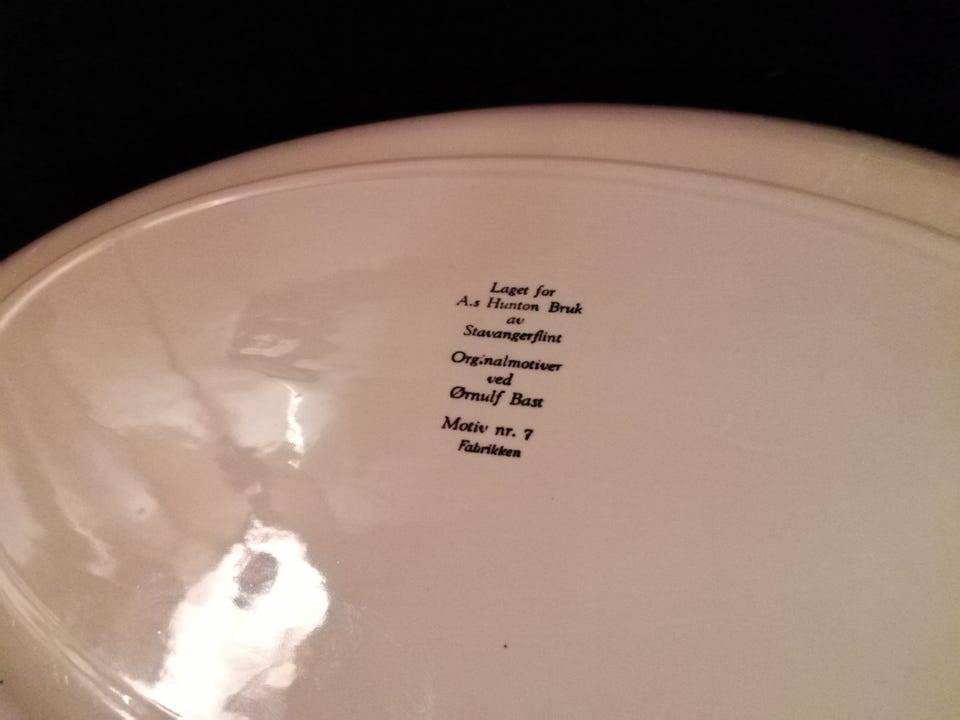 Laget for
A.s Hunton Bruk
av
Stavangerflint
Orginalmotiver
ved
Ørnulf Bast
Motiv nr. 7
Fabrikken